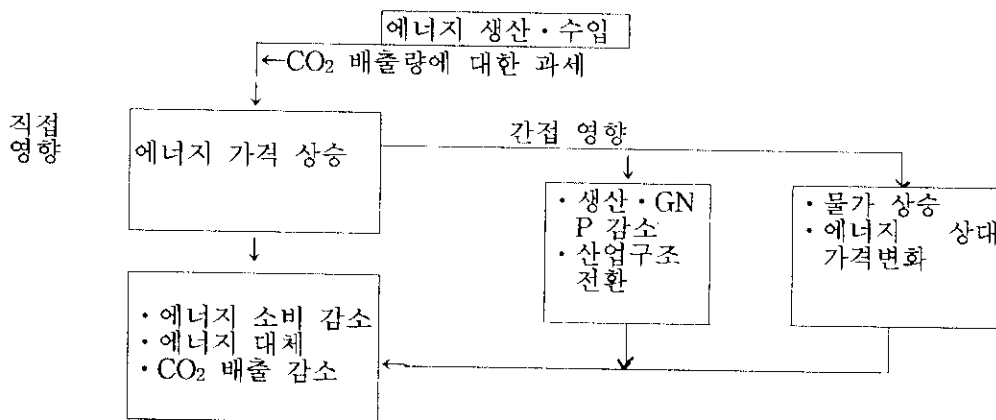 에너지 생산·수입
←CO₂ 배출량에 대한 과세
직접
영향
에너지 가격 상승
간접 영향
· 생산·GN
P 감소
· 산업구조
전환
· 물가 상승
· 에너지 상대
가격변화
· 에너지 소비 감소
· 에너지 대체
· CO₂ 배출 감소